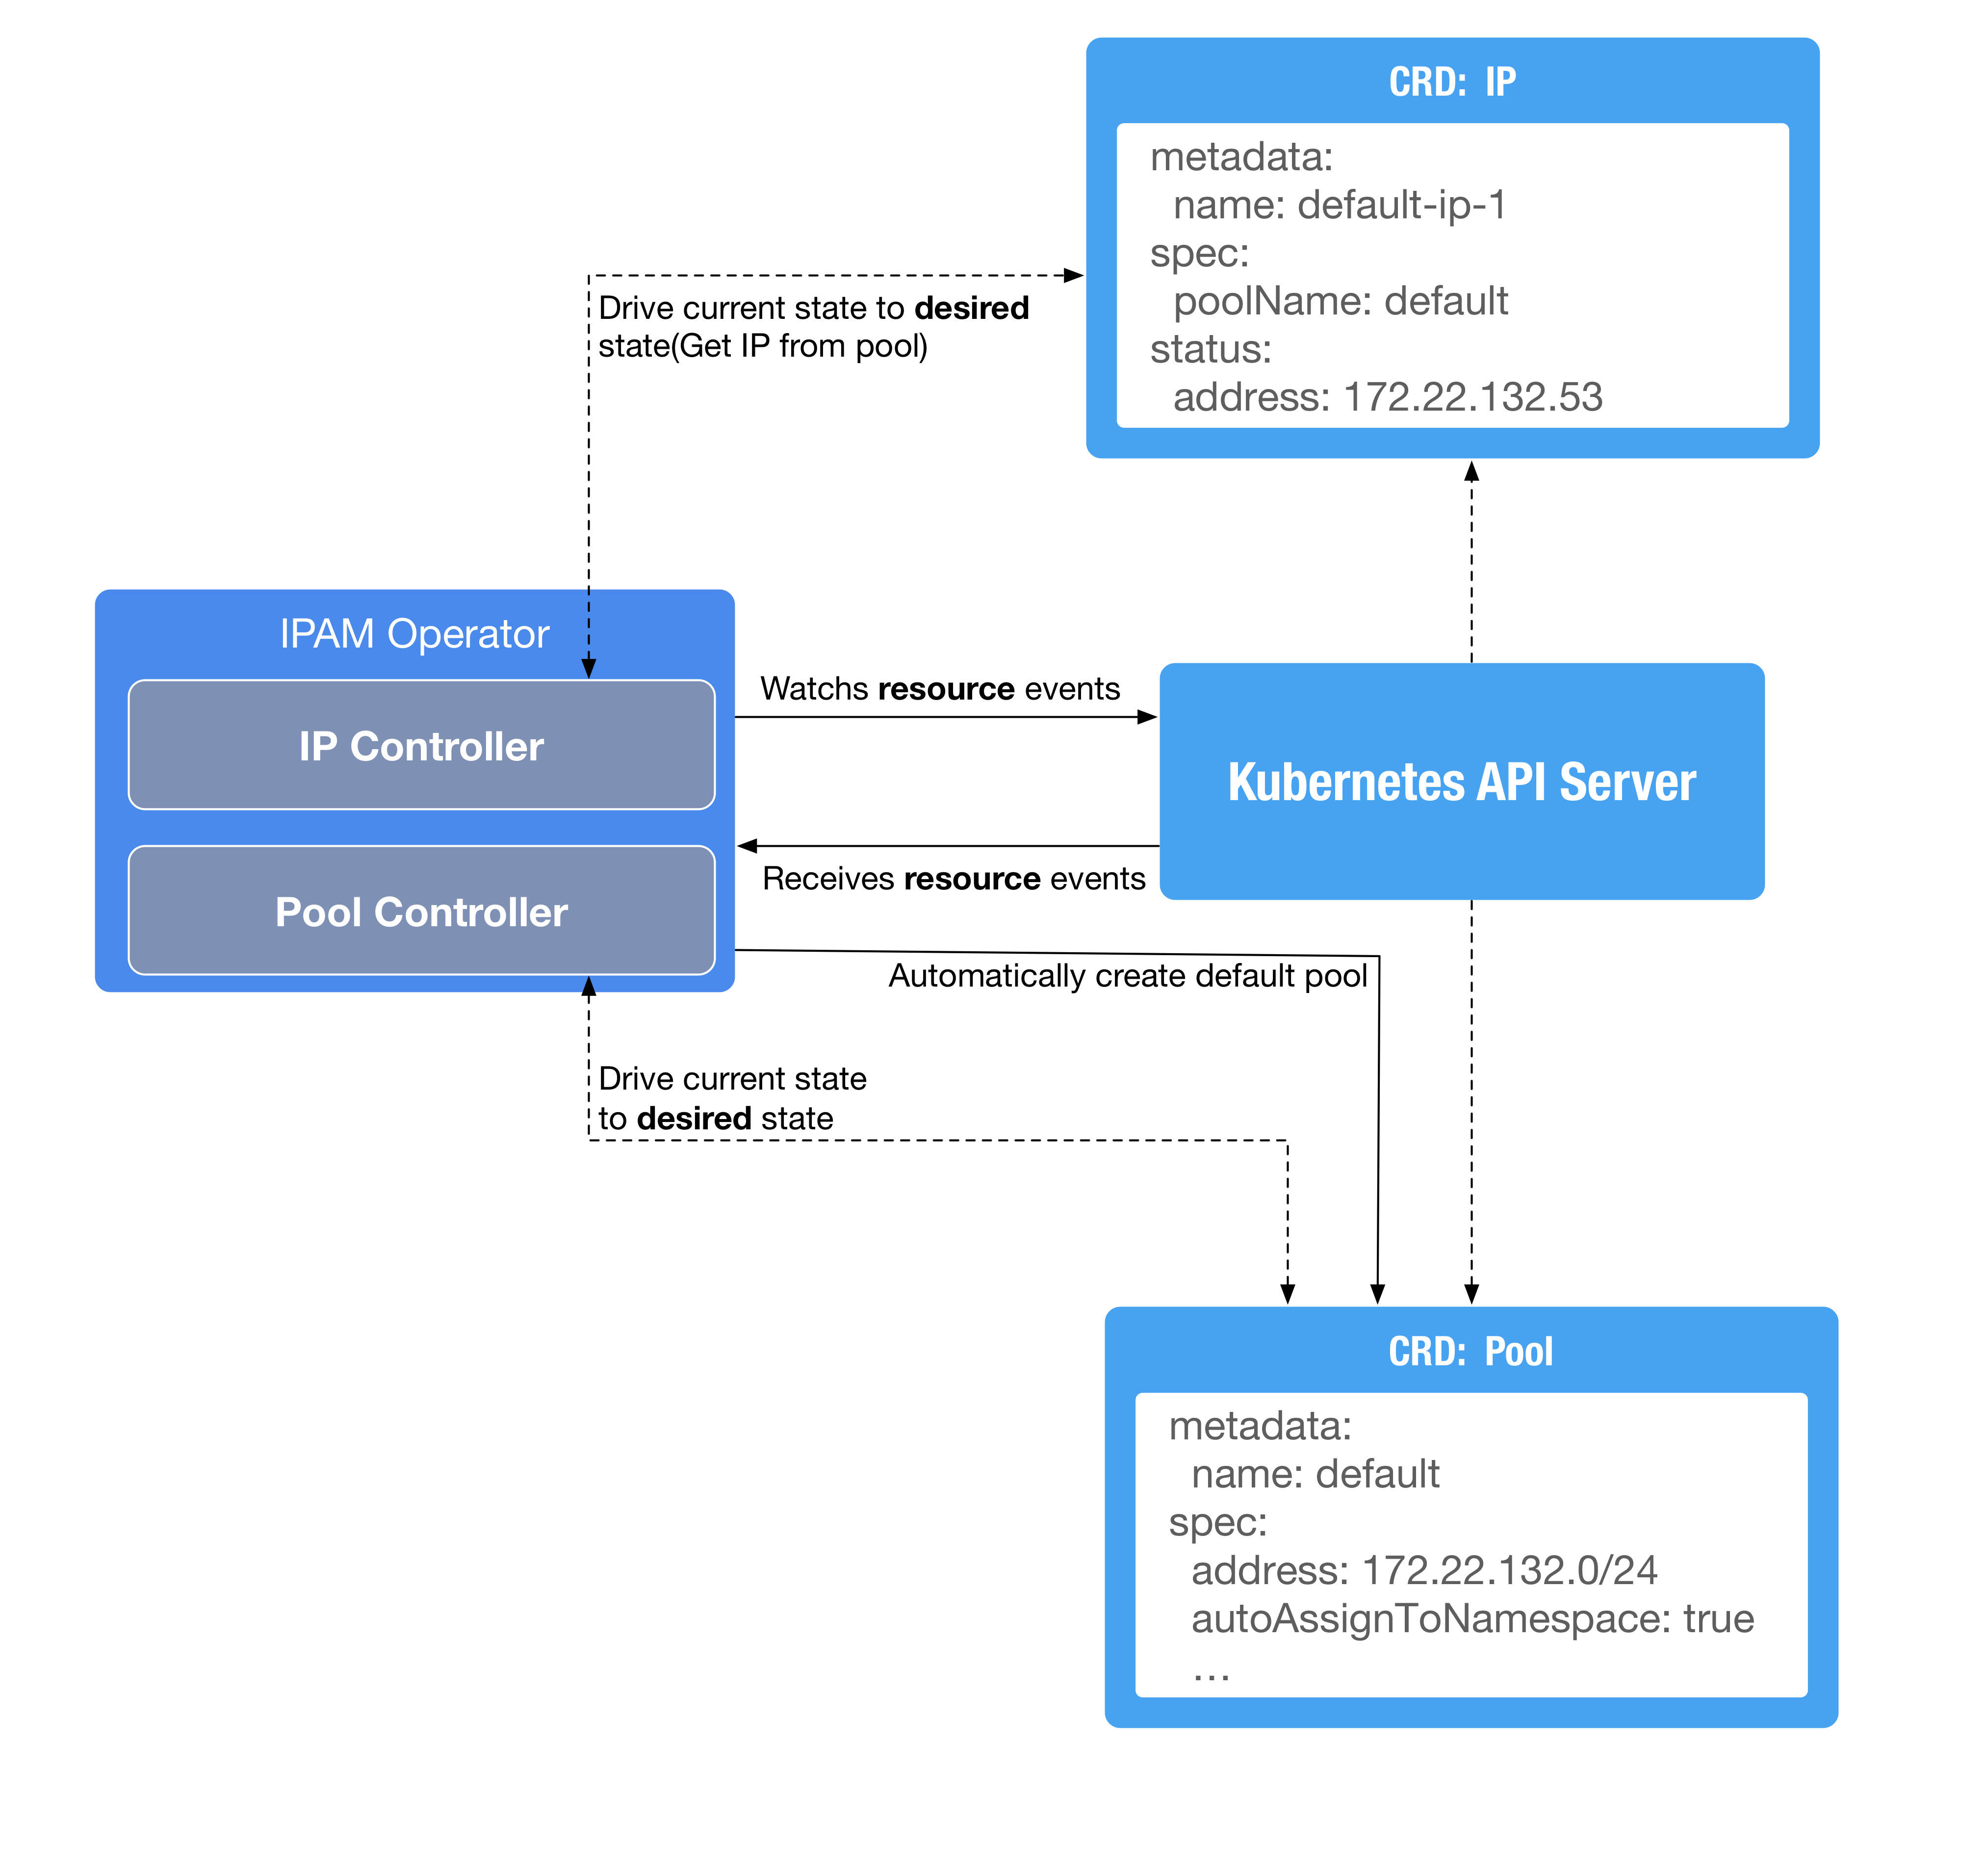 CRD: IP
metadata:
name: default-ip-1
spec:
poolName: default
status:
address: 172.22.132.53
Drive current state to desired
state(Get IP from pool)
IPAM Operator
IP Controller
Pool Controller
Watchs resource events
Kubernetes API Server
Receives resource events
Automatically create default pool
Drive current state
to desired state
CRD: Pool
metadata:
name: default
spec:
address: 172.22.132.0/24
autoAssignToNamespace: true
...